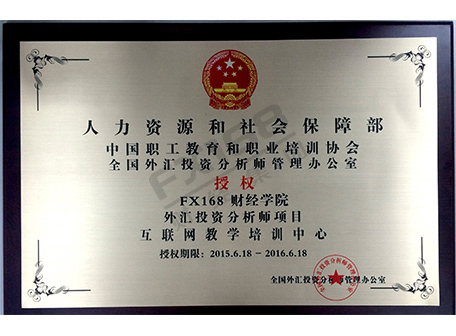 人力资源和社会保障部
中国职工教育和职业培训协会
全国外汇投资分析师管理办公室
授权
FX168 财经学院
外汇投资分析师项目
互联网教学培训中心
授权期限：2015.6.18 - 2016.6.18
全国外汇投资分析师管理办公室